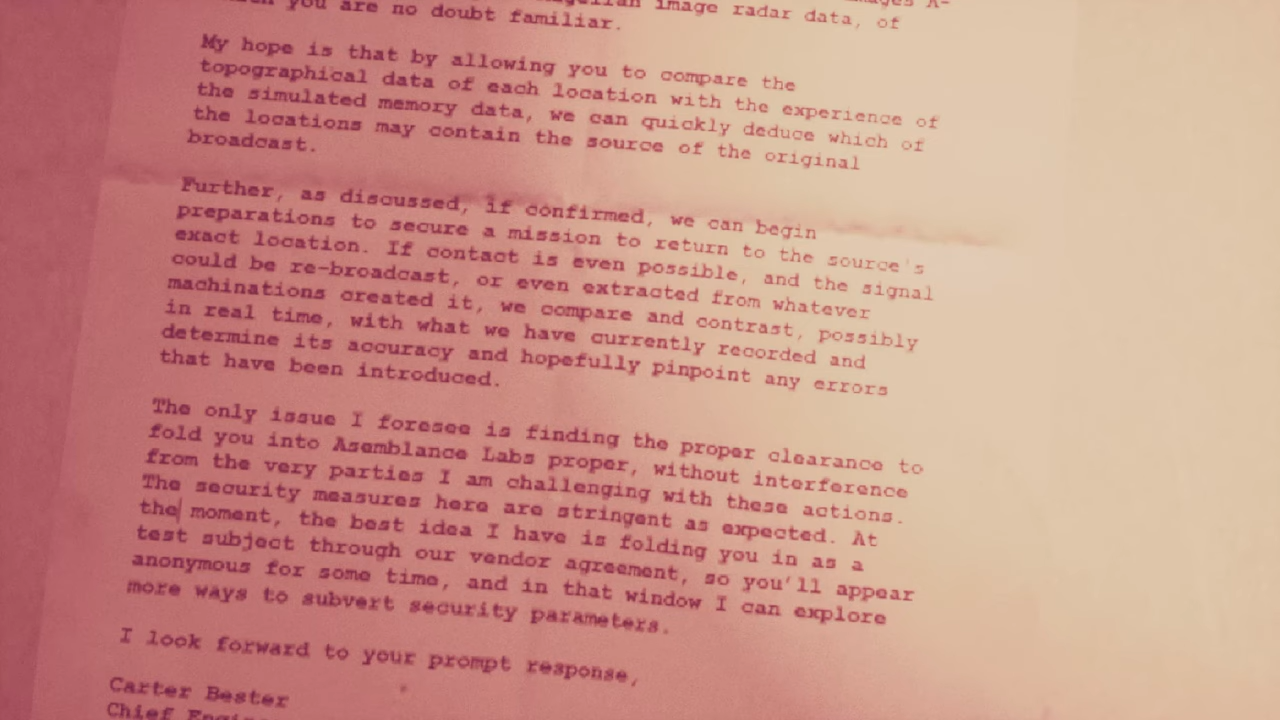 image radar data, of
you are no doubt familiar.
My hope is that by allowing you to compare the
topographical data of each location with the experience of
the simulated memory data, we can quickly deduce which of
the locations may contain the source of the original
broadcast.
Further, as discussed, if confirmed, we can begin
preparations to secure a mission to return to the source's
exact location. If contact is even possible, and the signal
could be re-broadcast, or even extracted from whatever
machinations created it, we compare and contrast, possibly
in real time, with what we have currently recorded and
determine its accuracy and hopefully pinpoint any errors
that have been introduced.
The only issue I foresee is finding the proper clearance to
fold you into Asemblance Labs proper, without interference
from the very parties I am challenging with these actions.
The security measures here are stringent as expected. At
the moment, the best idea I have is folding you in as a
test subject through our vendor agreement, so you'll appear
anonymous for some time, and in that window I can explore
more ways to subvert security parameters.
I look forward to your prompt response,
Carter Bester
Chief